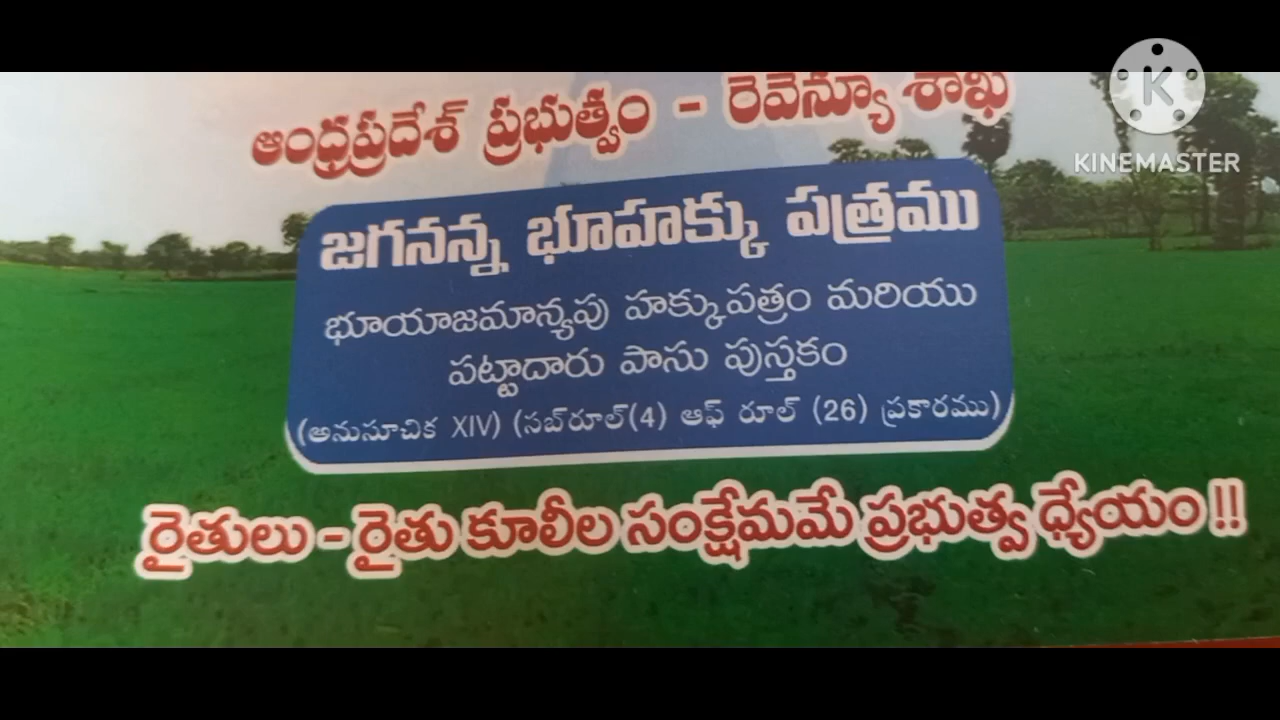 ఆంధ్రప్రదేశ్ ప్రభుత్వం - రెవెన్యూ శాఖ
KINEMASTER
జగనన్న భూహక్కు పత్రము
భూయాజమాన్యపు హక్కుపత్రం మరియు
పట్టాదారు పాసు పుస్తకం
(అనుసూచిక XIV) (సబ్‌రూల్(4) ఆఫ్ రూల్ (26) ప్రకారము)
రైతులు - రైతు కూలీల సంక్షేమమే ప్రభుత్వ ధ్యేయం !!